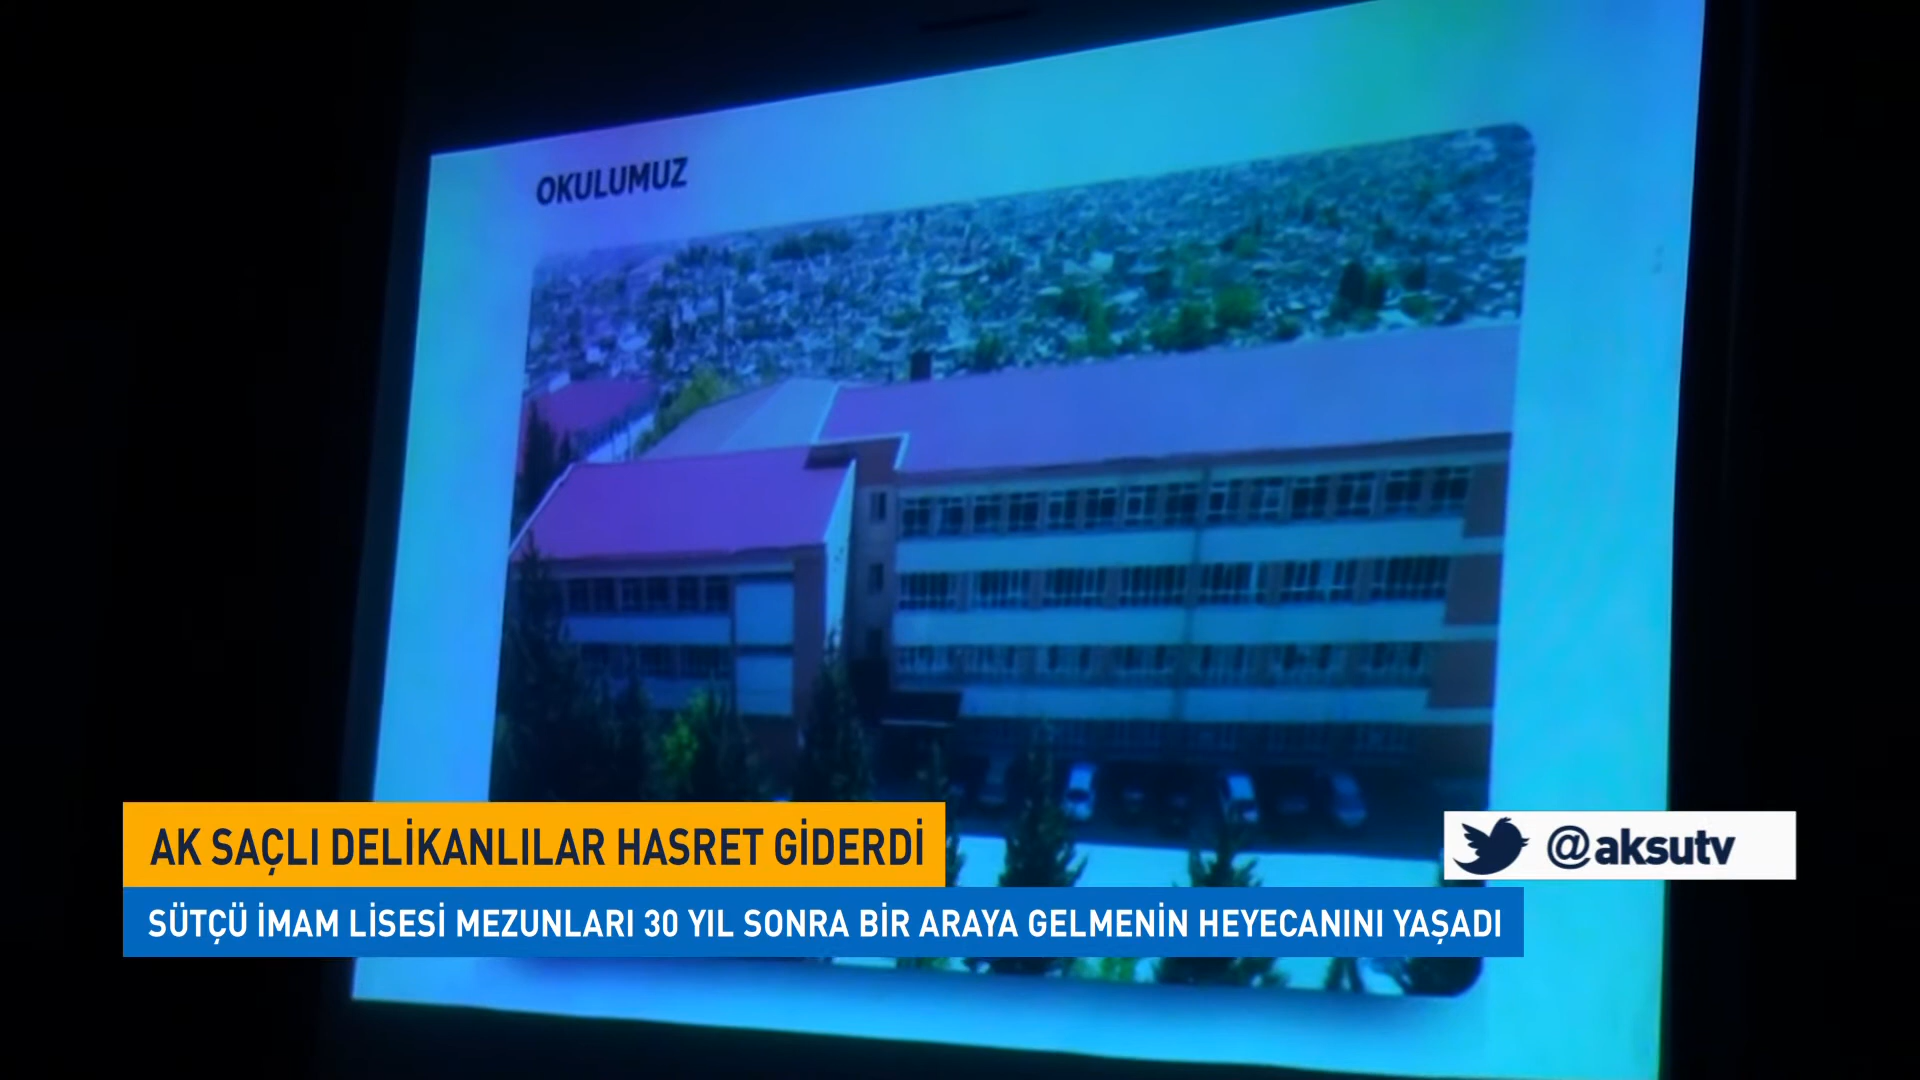 OKULUMUZ
AK SAÇLI DELİKANLILAR HASRET GİDERDİ
@aksutv
SÜTÇÜ İMAM LİSESİ MEZUNLARI 30 YIL SONRA BİR ARAYA GELMENİN HEYECANINI YAŞADI